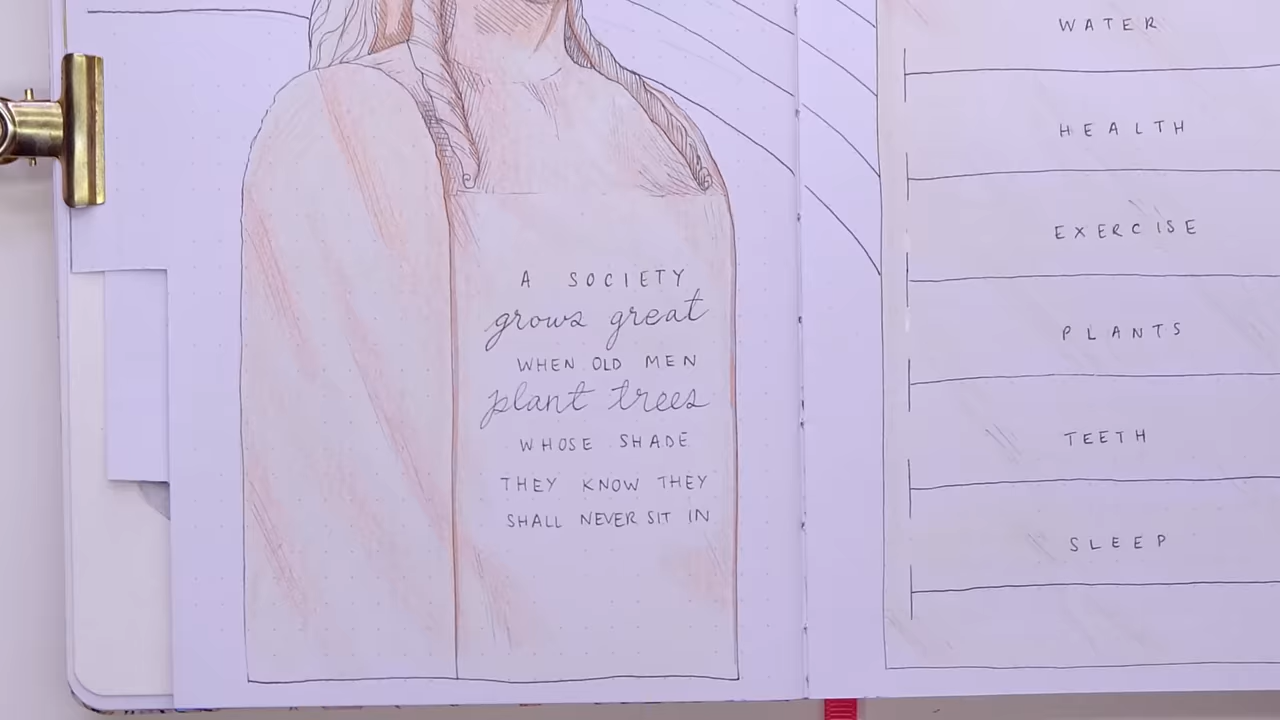 A SOCIETY
grows great
WHEN OLD MEN
plant trees
WHOSE SHADE
THEY KNOW THEY
SHALL NEVER SIT IN
WATER
HEALTH
EXERCISE
PLANTS
TEETH
SLEEP